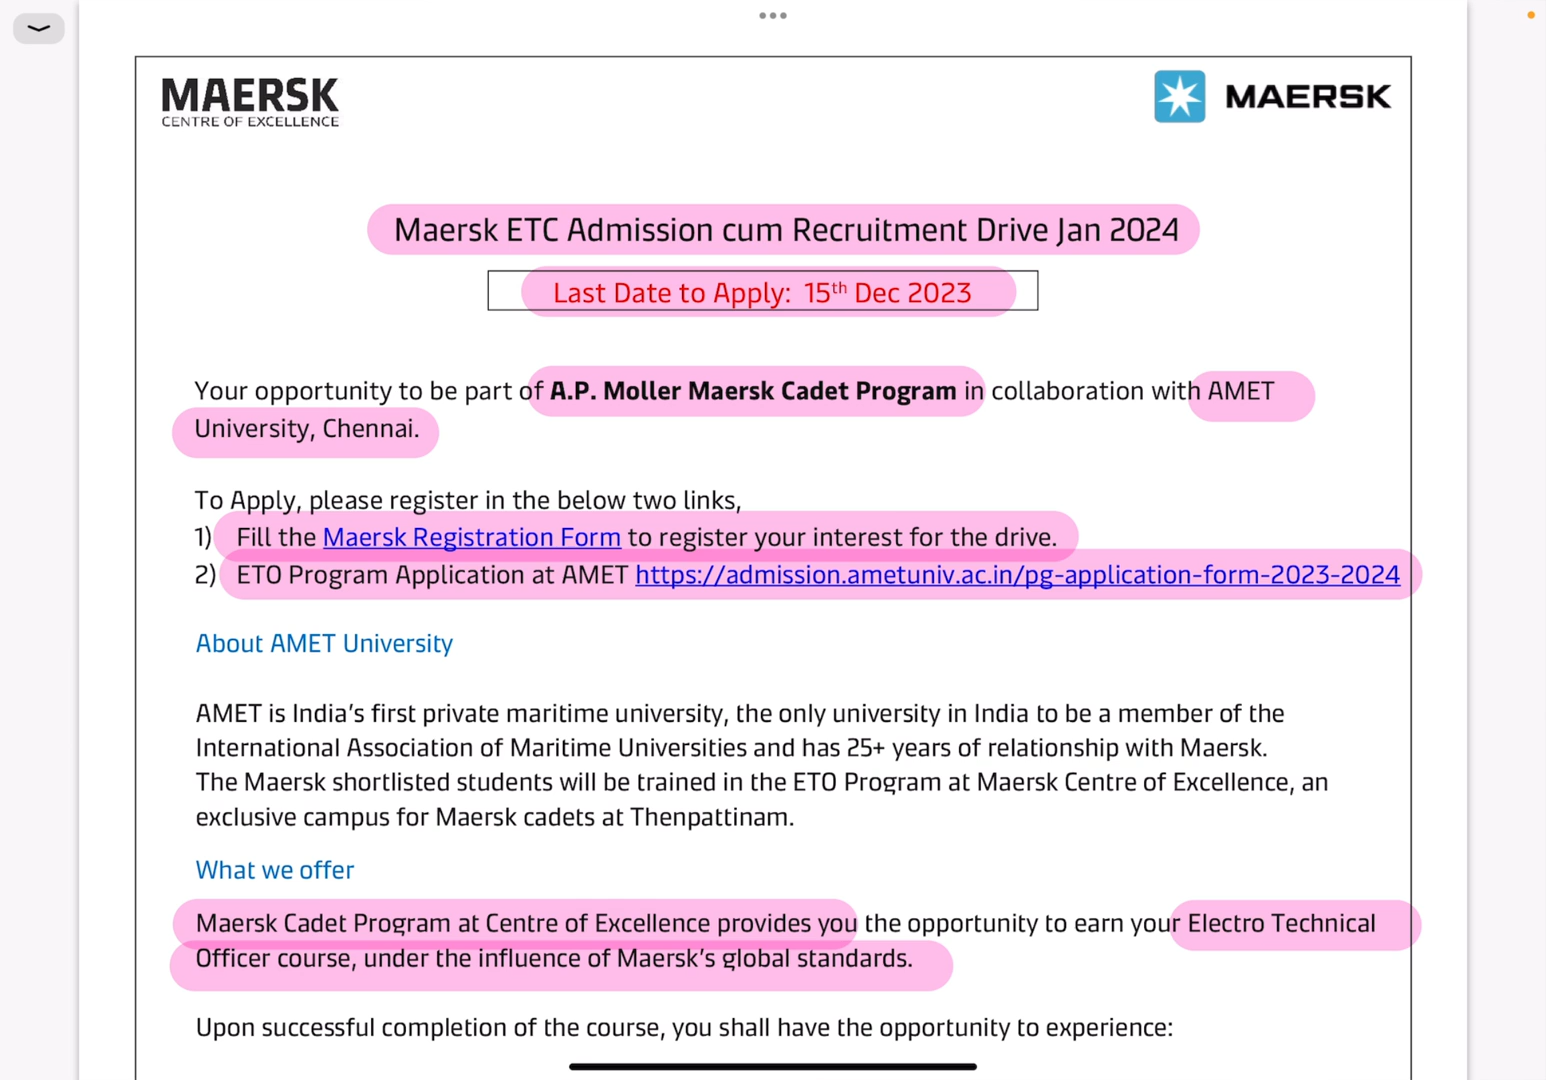 MAERSK
CENTRE OF EXCELLENCE
MAERSK
Maersk ETC Admission cum Recruitment Drive Jan 2024
Last Date to Apply: 15th Dec 2023
Your opportunity to be part of A.P. Moller Maersk Cadet Program in collaboration with AMET
University, Chennai.
To Apply, please register in the below two links,
1) Fill the Maersk Registration Form to register your interest for the drive.
2) ETO Program Application at AMET https://admission.ametuniv.ac.in/pg-application-form-2023-2024
About AMET University
AMET is India's first private maritime university, the only university in India to be a member of the
International Association of Maritime Universities and has 25+ years of relationship with Maersk.
The Maersk shortlisted students will be trained in the ETO Program at Maersk Centre of Excellence, an
exclusive campus for Maersk cadets at Thenpattinam.
What we offer
Maersk Cadet Program at Centre of Excellence provides you the opportunity to earn your Electro Technical
Officer course, under the influence of Maersk's global standards.
Upon successful completion of the course, you shall have the opportunity to experience: